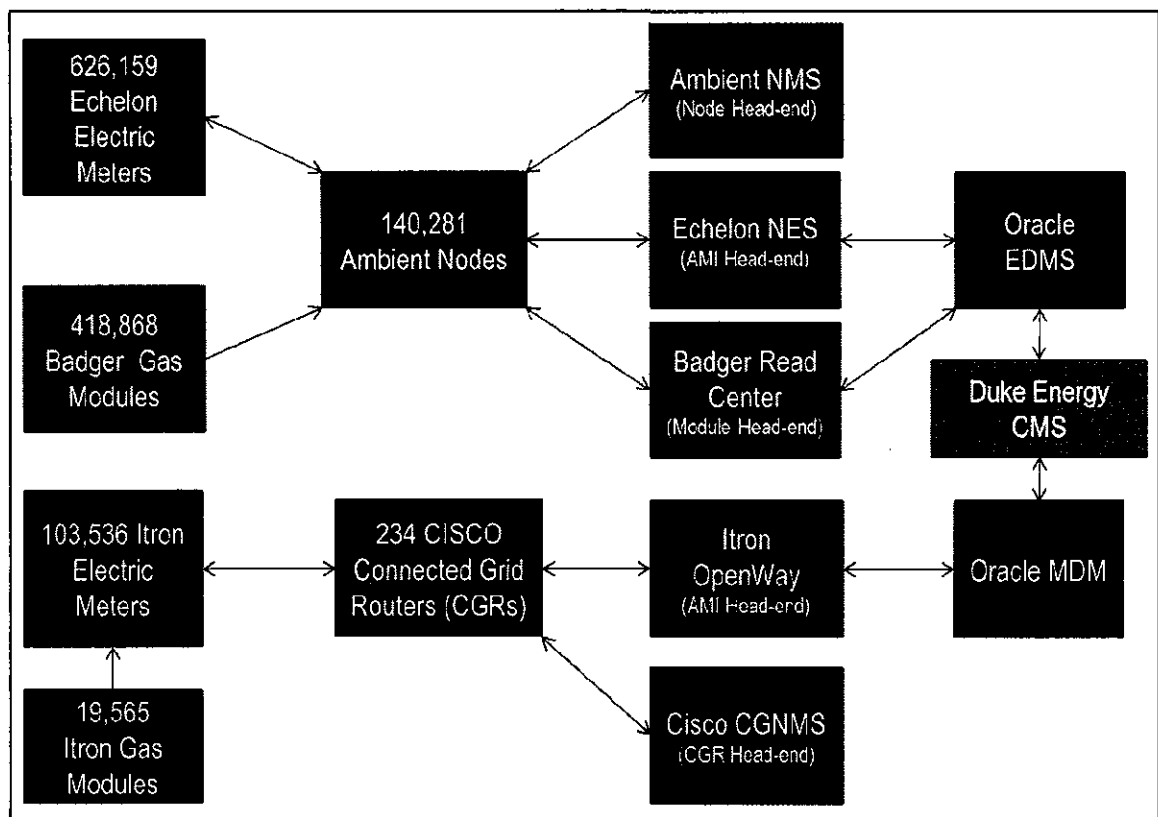 626,159
Echelon
Electric
Meters
Ambient NMS
(Node Head-end)
140,281
Ambient Nodes
Echelon NES
(AMI Head-end)
Oracle
EDMS
418,868
Badger Gas
Modules
Badger Read
Center
(Module Head-end)
Duke Energy
CMS
103,536 Itron
Electric
Meters
234 CISCO
Connected Grid
Routers (CGRs)
Itron
OpenWay
(AMI Head-end)
Oracle MDM
19,565
Itron Gas
Modules
Cisco CGNMS
(CGR Head-end)